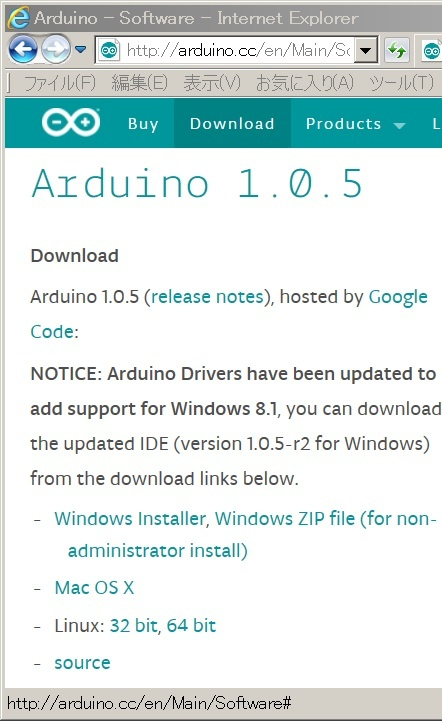 Arduino - Software - Internet Explorer
http://arduino.cc/en/Main/So
ファイル(F) 編集(E) 表示(V) お気に入り(A) ツール(T)
Buy Download Products L
Arduino 1.0.5
Download
Arduino 1.0.5 (release notes), hosted by Google
Code:
NOTICE: Arduino Drivers have been updated to
add support for Windows 8.1, you can download
the updated IDE (version 1.0.5-r2 for Windows)
from the download links below.
- Windows Installer, Windows ZIP file (for non-
administrator install)
- Mac OS X
- Linux: 32 bit, 64 bit
- source
http://arduino.cc/en/Main/Software#